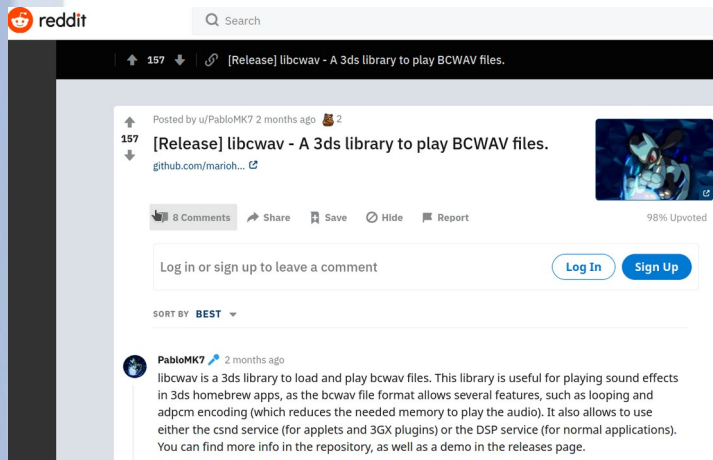 reddit
Search
157 [Release] libcwav - A 3ds library to play BCWAV files.
Posted by u/PabloMK7 2 months ago 2
157
[Release] libcwav - A 3ds library to play BCWAV files.
github.com/marioh...
8 Comments Share Save Hide Report 98% Upvoted
Log in or sign up to leave a comment
Log In Sign Up
SORT BY BEST
PabloMK7 2 months ago
libcwav is a 3ds library to load and play bcwav files. This library is useful for playing sound effects
in 3ds homebrew apps, as the bcwav file format allows several features, such as looping and
adpcm encoding (which reduces the needed memory to play the audio). It also allows to use
either the csnd service (for applets and 3GX plugins) or the DSP service (for normal applications).
You can find more info in the repository, as well as a demo in the releases page.